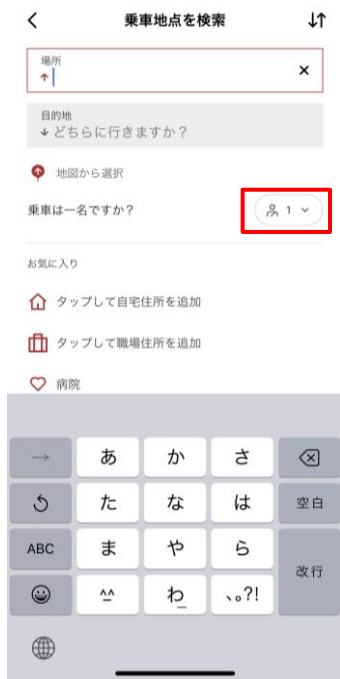 乗車地点を検索
場所
目的地
どちらに行きますか？
地図から選択
乗車は一名ですか？
1
お気に入り
タップして自宅住所を追加
タップして職場住所を追加
病院
→ あ か さ
た な は 空白
ABC ま や ら 改行
^^ わ_ 、。?!